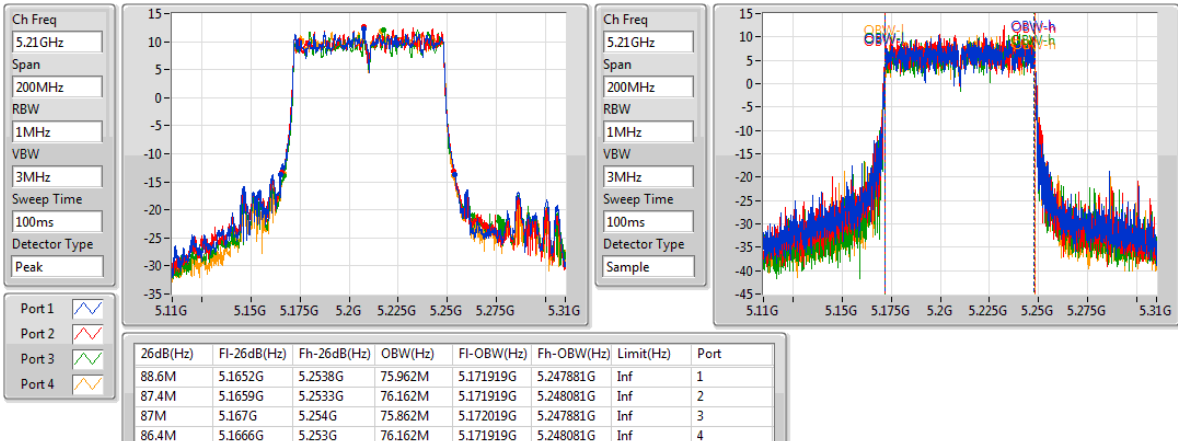 Ch Freq
5.21GHz
Span
200MHz
RBW
1MHz
VBW
3MHz
Sweep Time
100ms
Detector Type
Peak
Port 1
Port 2
Port 3
Port 4
15
10
5
0
-5
-10
-15
-20
-25
-30
-35
5.11G 5.15G 5.175G 5.2G 5.225G 5.25G 5.31G
Ch Freq
5.21GHz
Span
200MHz
RBW
1MHz
VBW
3MHz
Sweep Time
100ms
Detector Type
Sample
15
10
5
0
-5
-10
-15
-20
-25
-30
-35
-40
-45
OBW-l OBW-h
5.11G 5.15G 5.175G 5.2G 5.225G 5.25G 5.31G
26dB(Hz) Fl-26dB(Hz) Fh-26dB(Hz) OBW(Hz) Fl-OBW(Hz) Fh-OBW(Hz) Limit(Hz) Port
88.6M 5.1652G 5.2538G 75.962M 5.171919G 5.247881G Inf 1
87.4M 5.1659G 5.2533G 76.162M 5.171919G 5.248081G Inf 2
87M 5.167G 5.254G 75.862M 5.172019G 5.247881G Inf 3
86.4M 5.1666G 5.253G 76.162M 5.171919G 5.248081G Inf 4